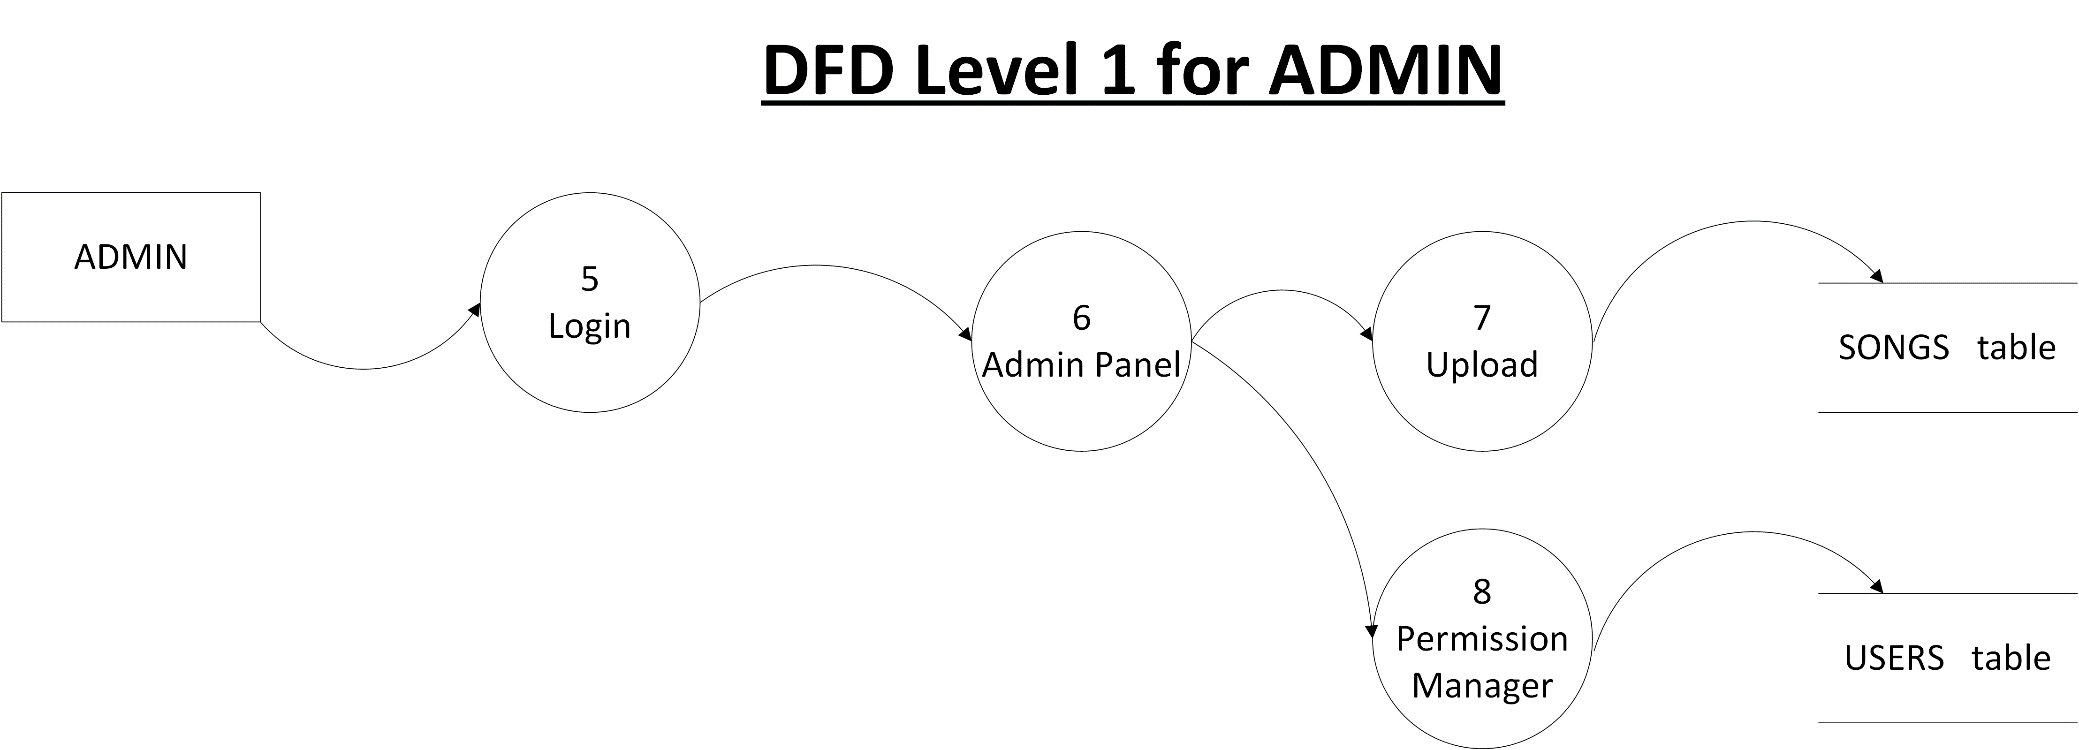 DFD Level 1 for ADMIN
ADMIN
5
Login
6
Admin Panel
7
Upload
SONGS table
8
Permission
Manager
USERS table